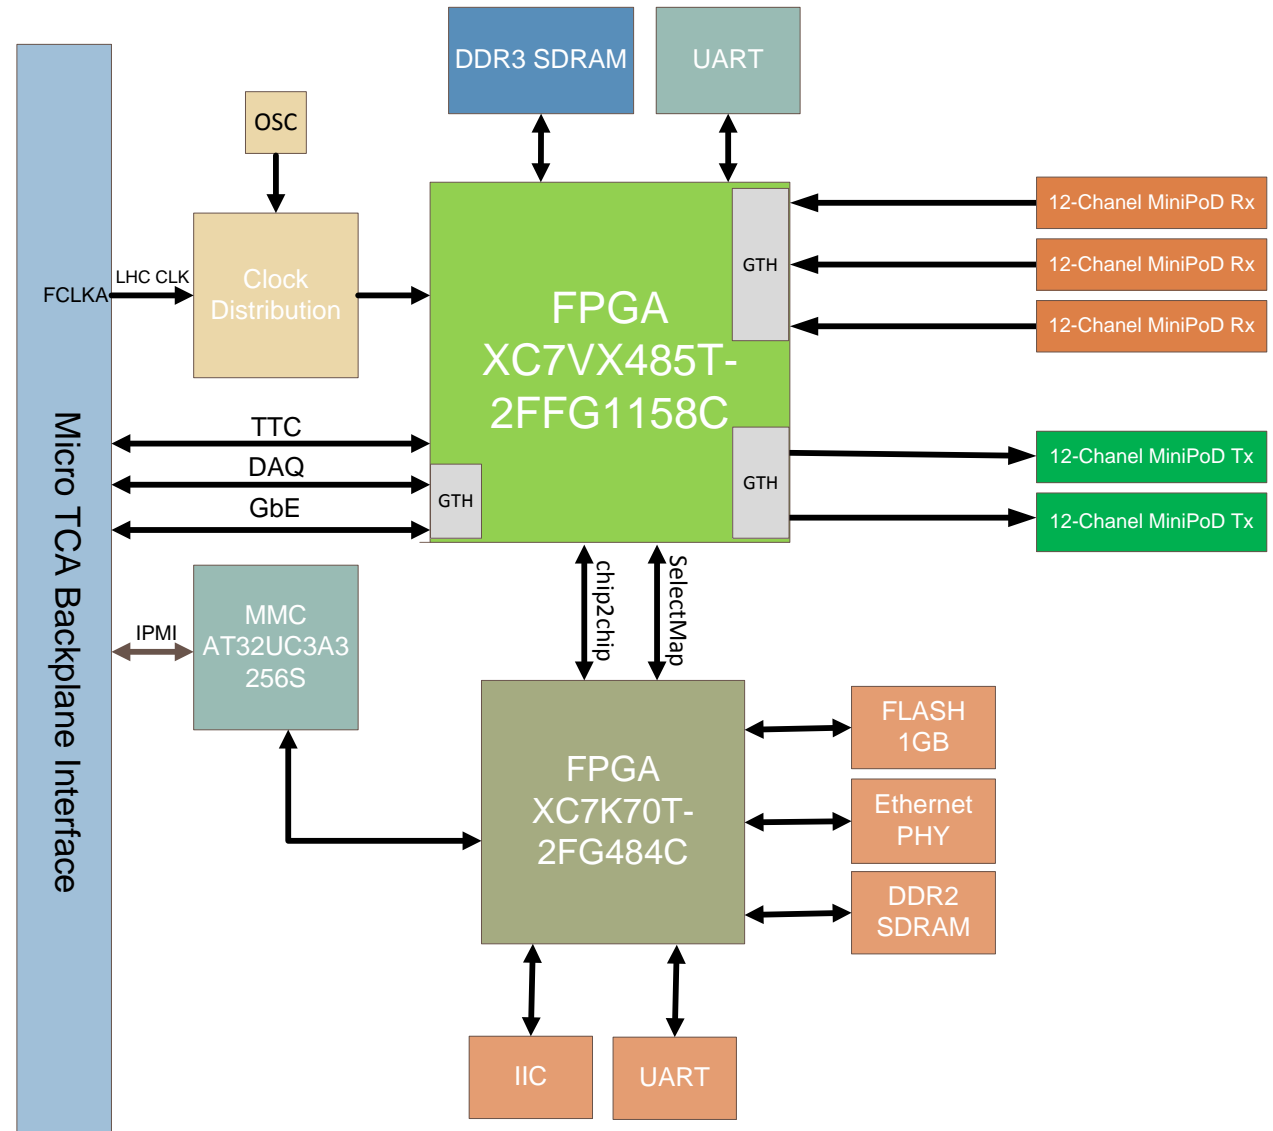 DDR3 SDRAM
UART
OSC
12-Chanel MiniPoD Rx
12-Chanel MiniPoD Rx
12-Chanel MiniPoD Rx
GTH
LHC CLK
FCLKA
Clock
Distribution
FPGA
XC7VX485T-
2FFG1158C
TTC
DAQ
GbE
GTH
GTH
12-Chanel MiniPoD Tx
12-Chanel MiniPoD Tx
Micro TCA Backplane Interface
chip2chip
SelectMap
MMC
AT32UC3A3
256S
IPMI
FPGA
XC7K70T-
2FG484C
FLASH
1GB
Ethernet
PHY
DDR2
SDRAM
IIC
UART